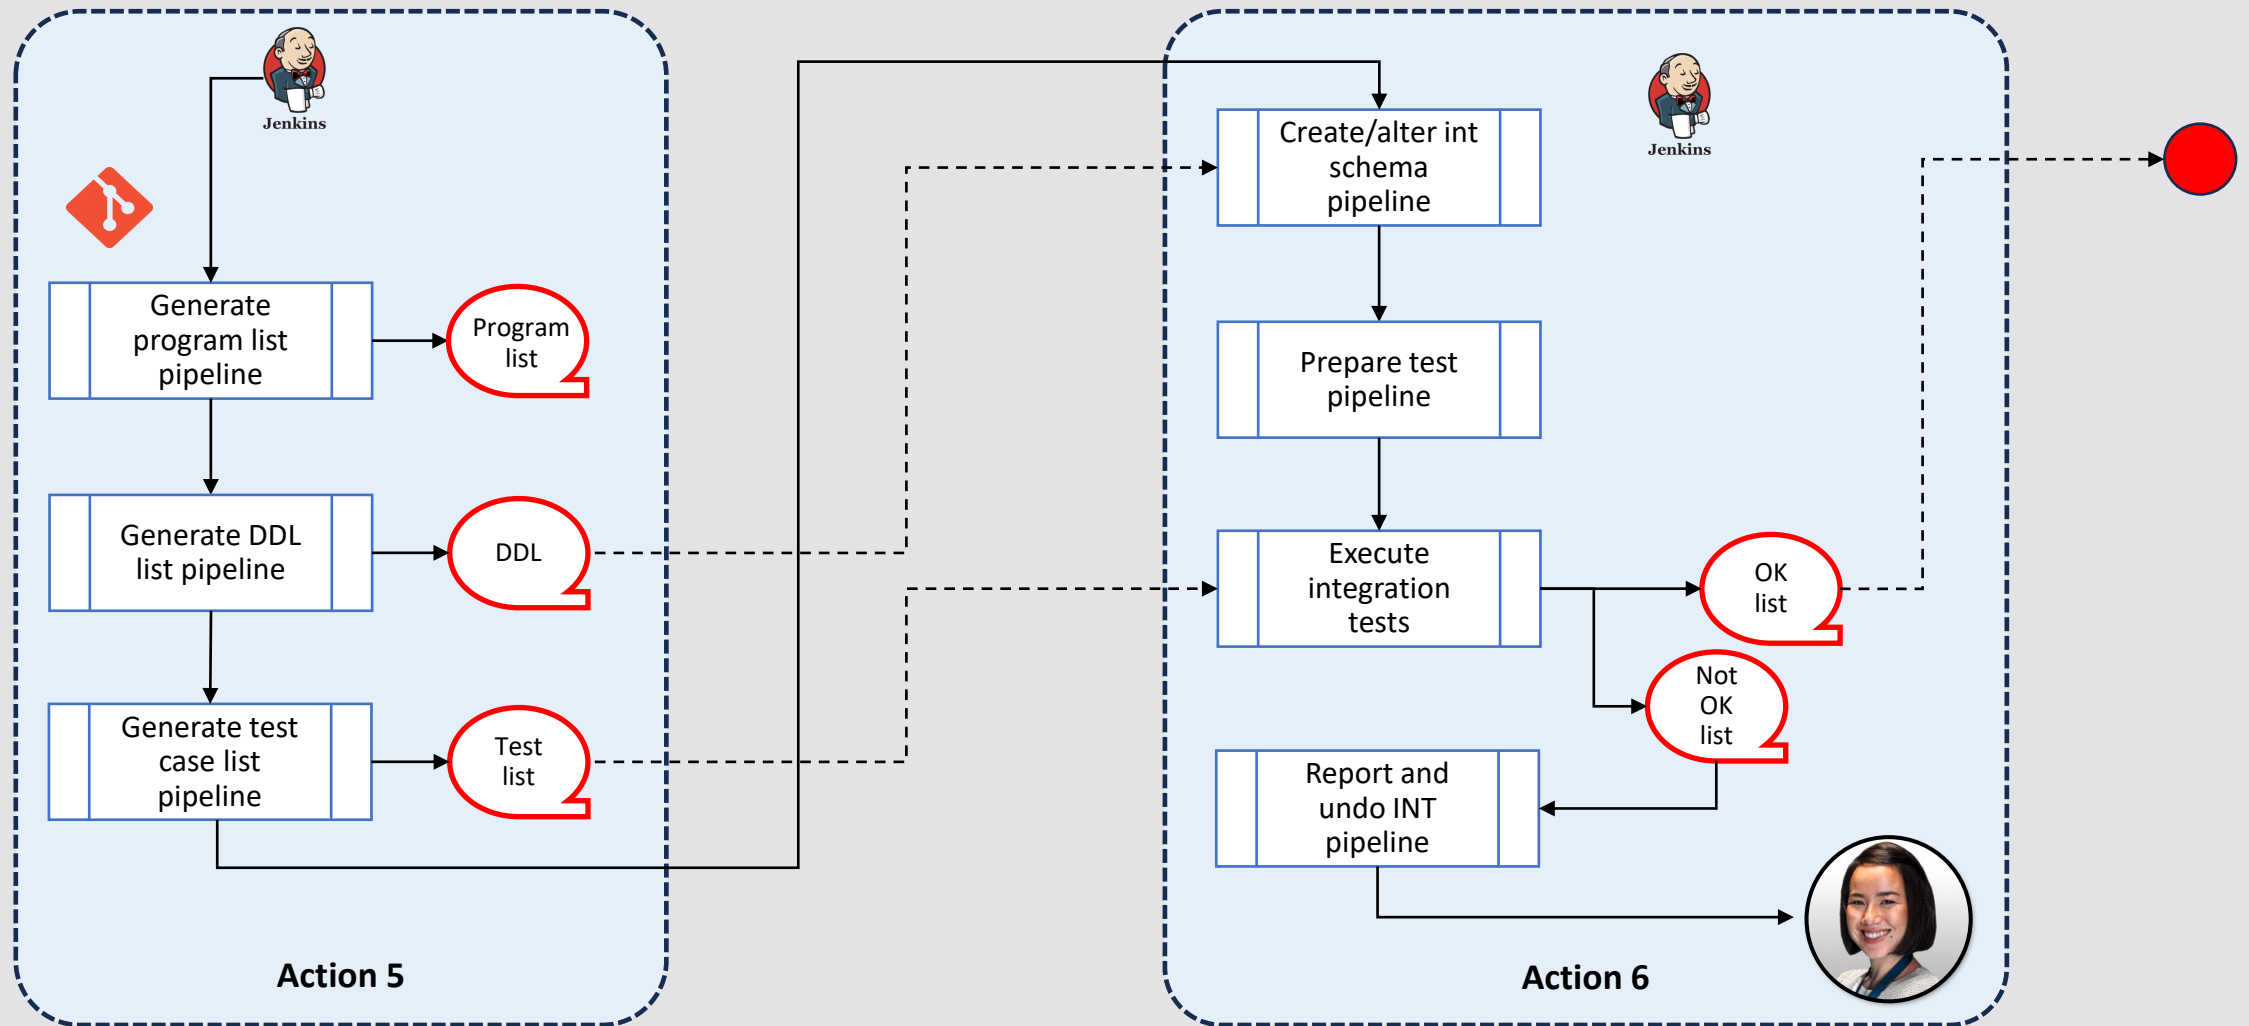 Jenkins
Generate
program list
pipeline
Program
list
Generate DDL
list pipeline
DDL
Generate test
case list
pipeline
Test
list
Action 5
Jenkins
Create/alter int
schema
pipeline
Prepare test
pipeline
Execute
integration
tests
OK
list
Not
OK
list
Report and
undo INT
pipeline
Action 6